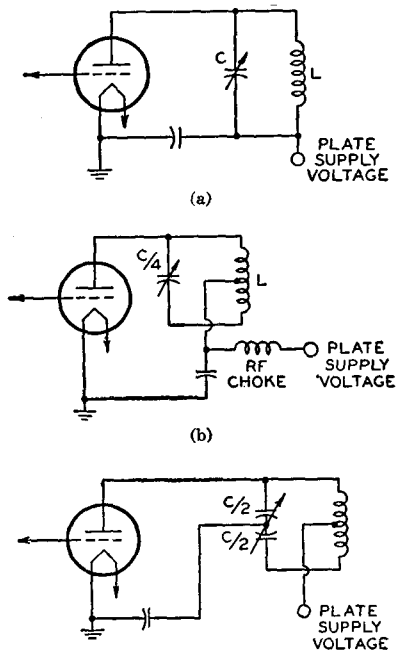 C
L
PLATE
SUPPLY
VOLTAGE
(a)
C/4
L
RF
CHOKE
PLATE
SUPPLY
VOLTAGE
(b)
C/2
C/2
PLATE
SUPPLY
VOLTAGE